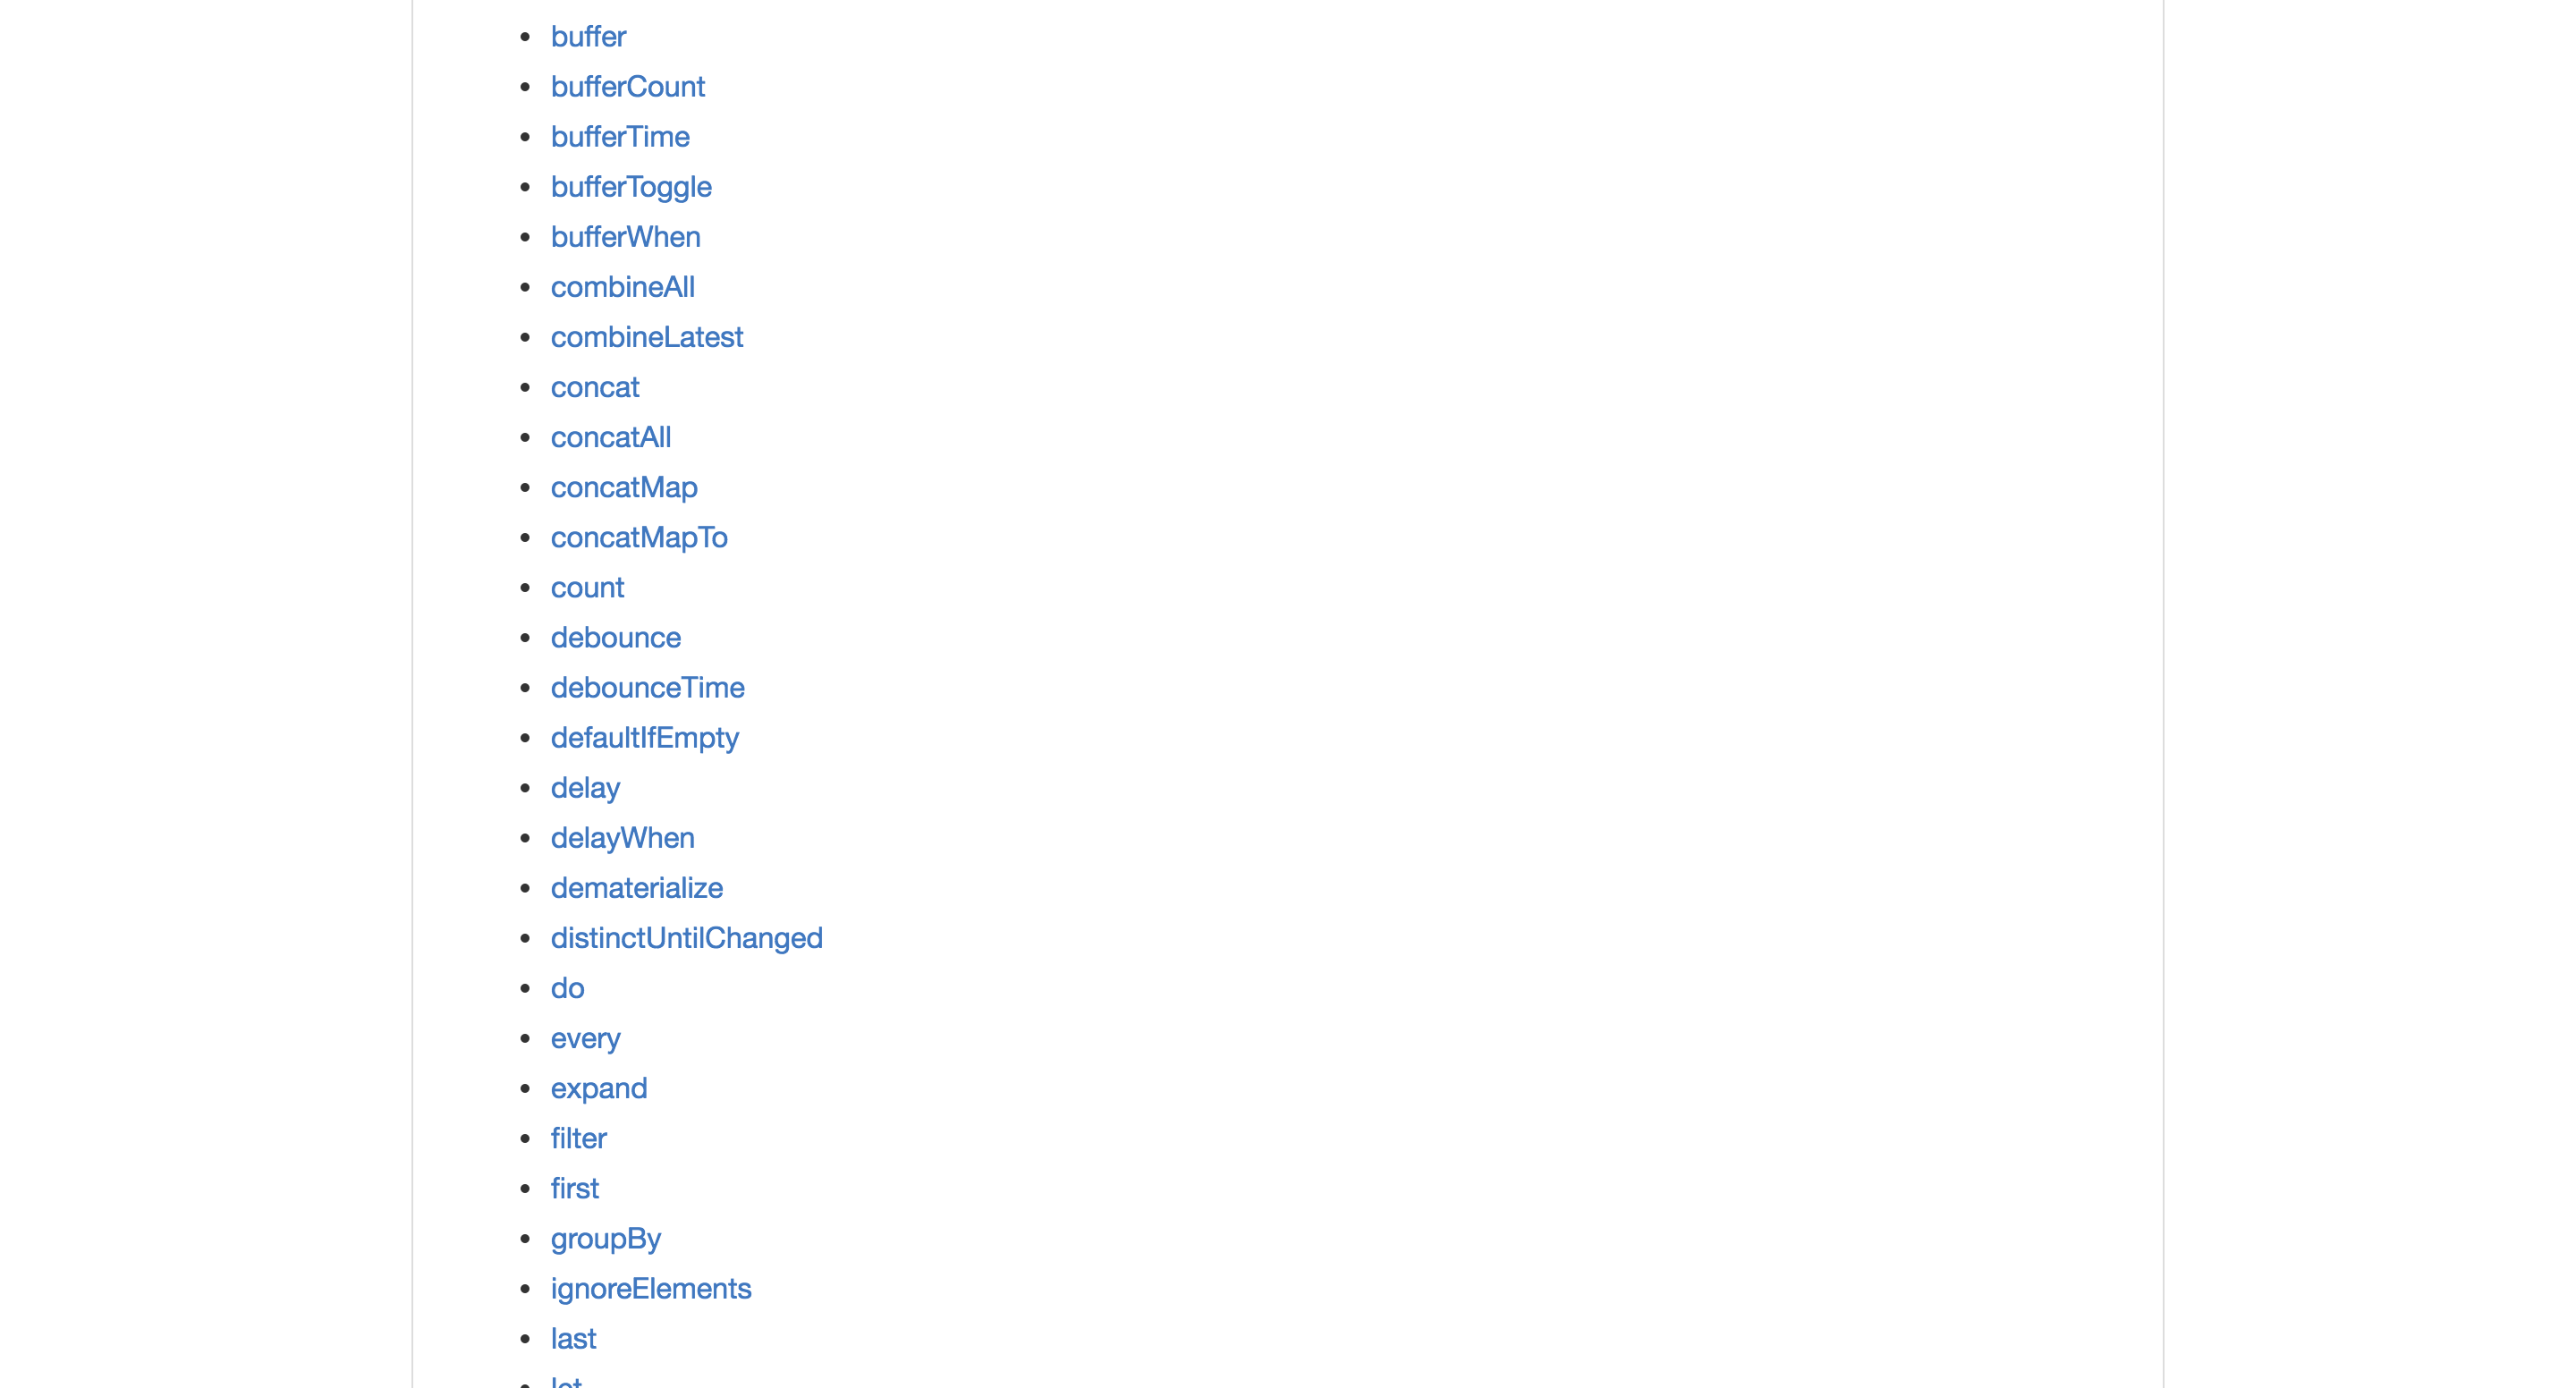 buffer
bufferCount
bufferTime
bufferToggle
bufferWhen
combineAll
combineLatest
concat
concatAll
concatMap
concatMapTo
count
debounce
debounceTime
defaultIfEmpty
delay
delayWhen
dematerialize
distinctUntilChanged
do
every
expand
filter
first
groupBy
ignoreElements
last